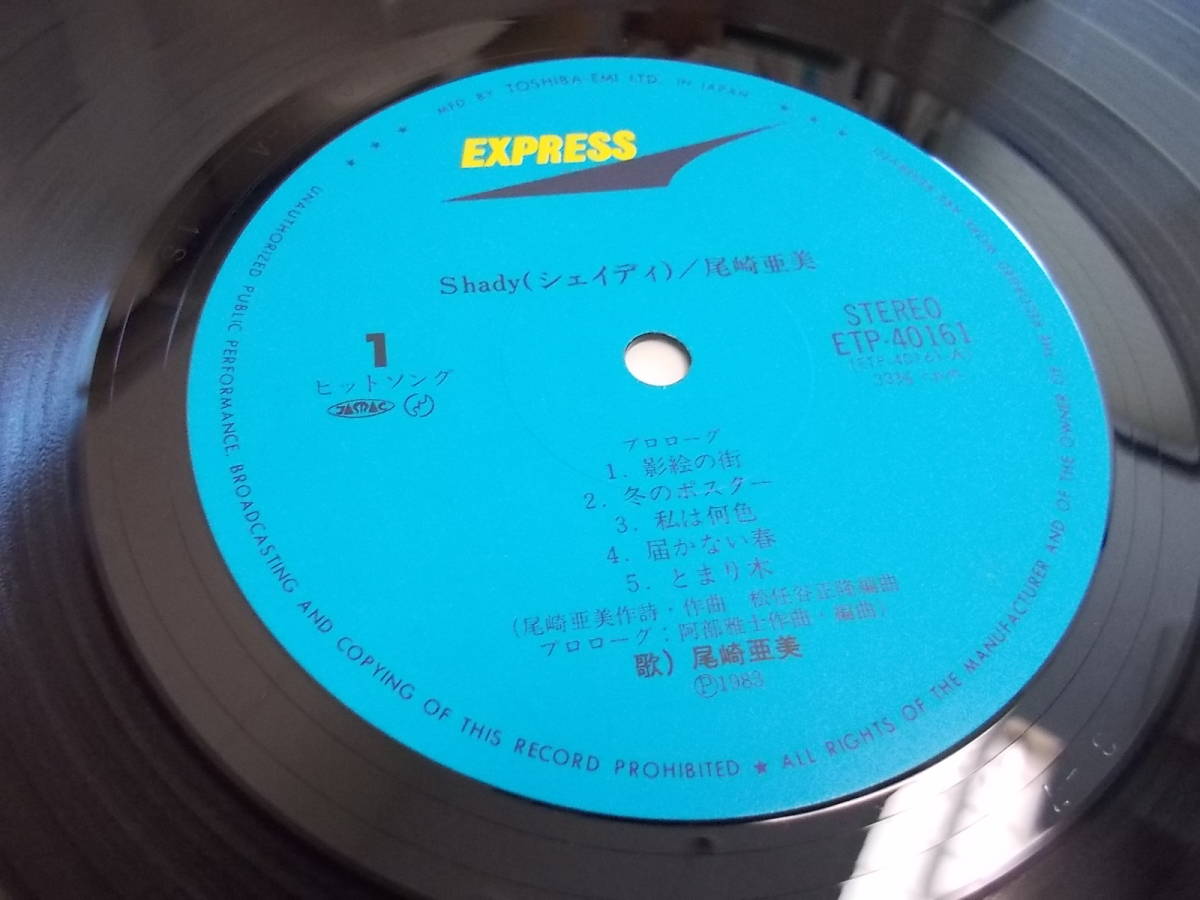 MFD BY TOSHIBA-EMI LTD. IN JAPAN
EXPRESS
Shady(シェイディ)／尾崎亜美
1
ヒットソング
JASRAC
STEREO
ETP-40161
プロローグ
1. 影絵の街
2. 冬のポスター
3. 私は何色
4. 届かない春
5. とまり木
(尾崎亜美作詩・作曲 松任谷正隆編曲
プロローグ：阿部雅士作曲・編曲)
歌) 尾崎亜美
Ⓟ1983
UNAUTHORIZED PUBLIC PERFORMANCE, BROADCASTING AND COPYING OF THIS RECORD PROHIBITED ★ ALL RIGHTS OF THE MANUFACTURER AND OF THE OWNER OF THE RECORDED WORK RESERVED